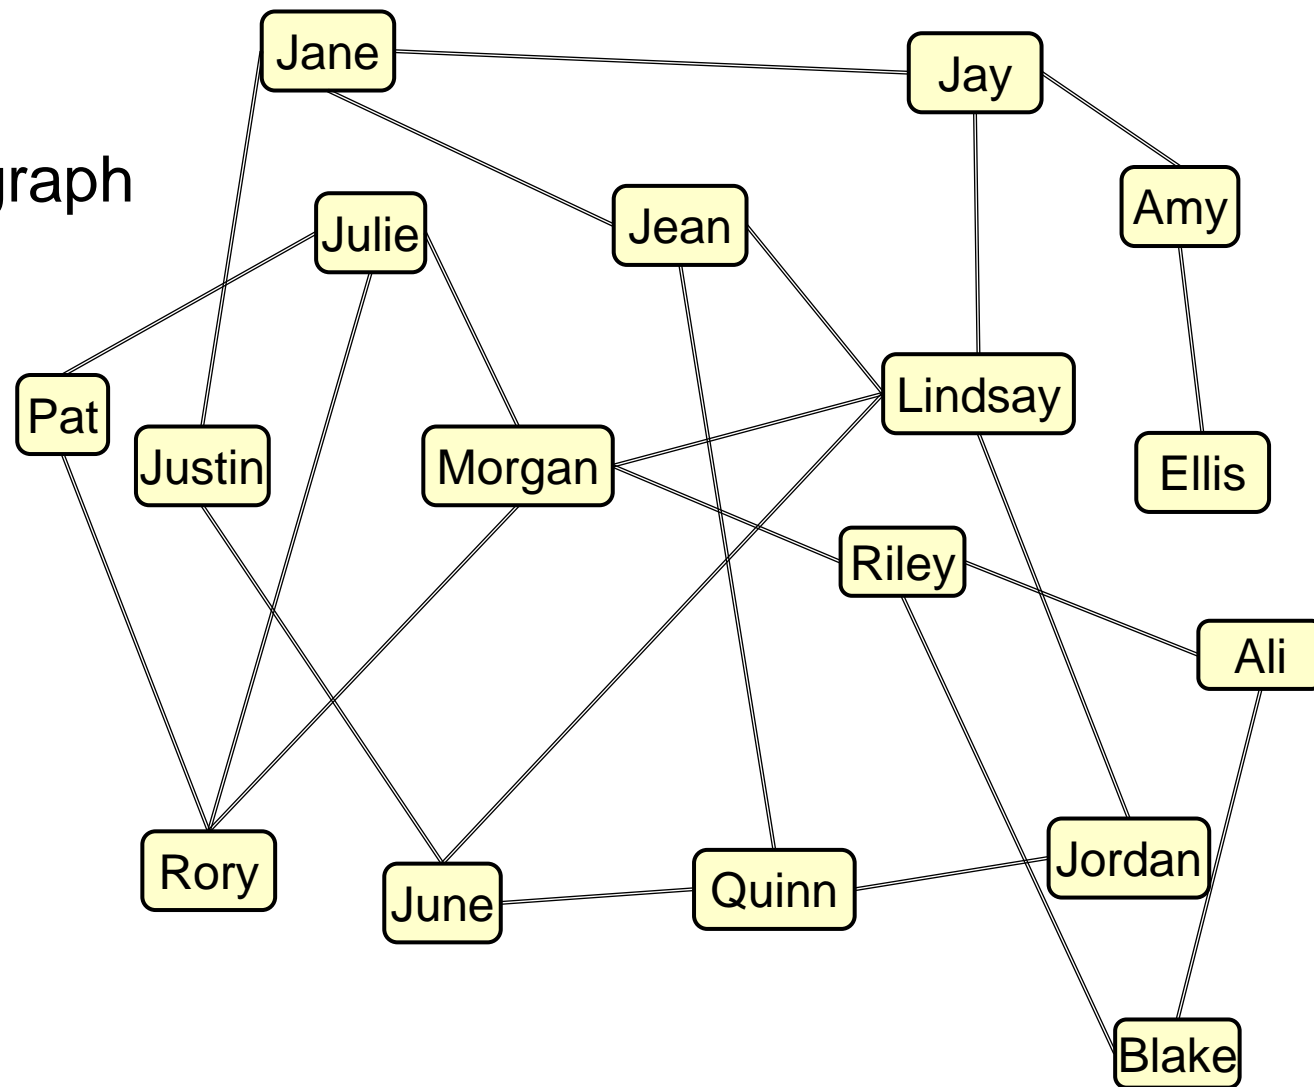 Jane
Jay
graph
Amy
Julie
Jean
Lindsay
Pat
Justin
Morgan
Ellis
Riley
Ali
Rory
June
Quinn
Jordan
Blake